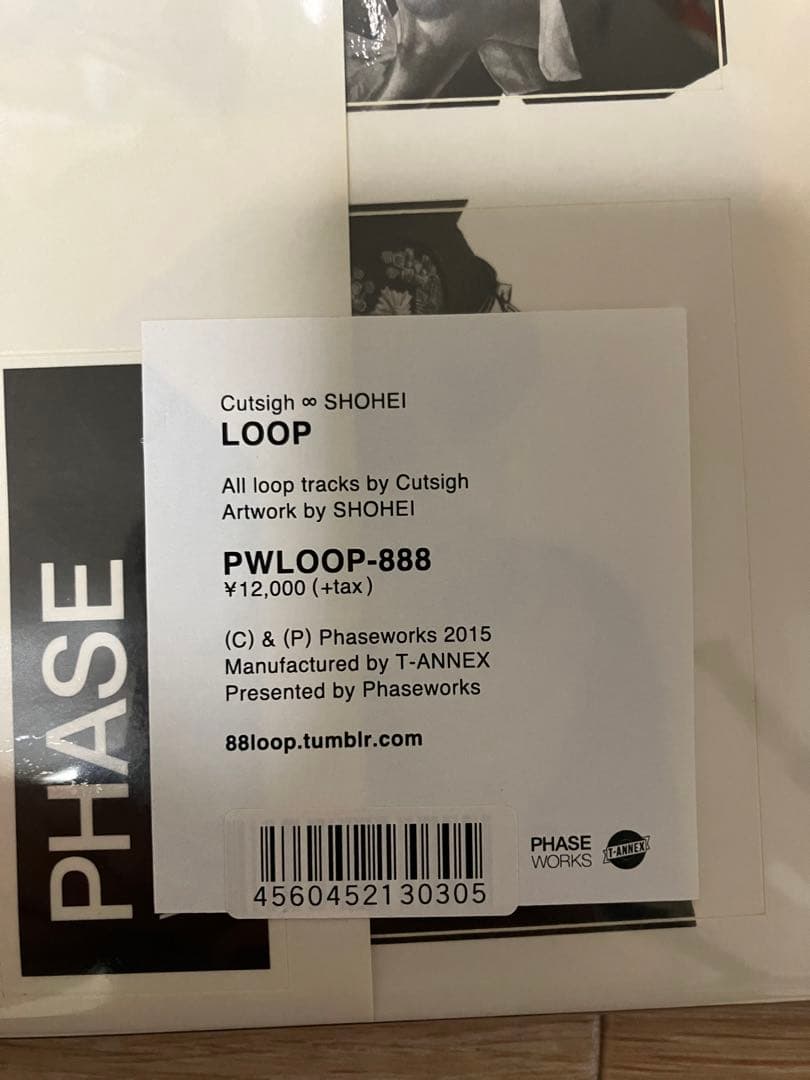 Cutsigh ∞ SHOHEI
LOOP
All loop tracks by Cutsigh
Artwork by SHOHEI
PWLOOP-888
¥12,000 (+tax)
(C) & (P) Phaseworks 2015
Manufactured by T-ANNEX
Presented by Phaseworks
88loop.tumblr.com
4560452130305
PHASE
WORKS
T-ANNEX
PHASE